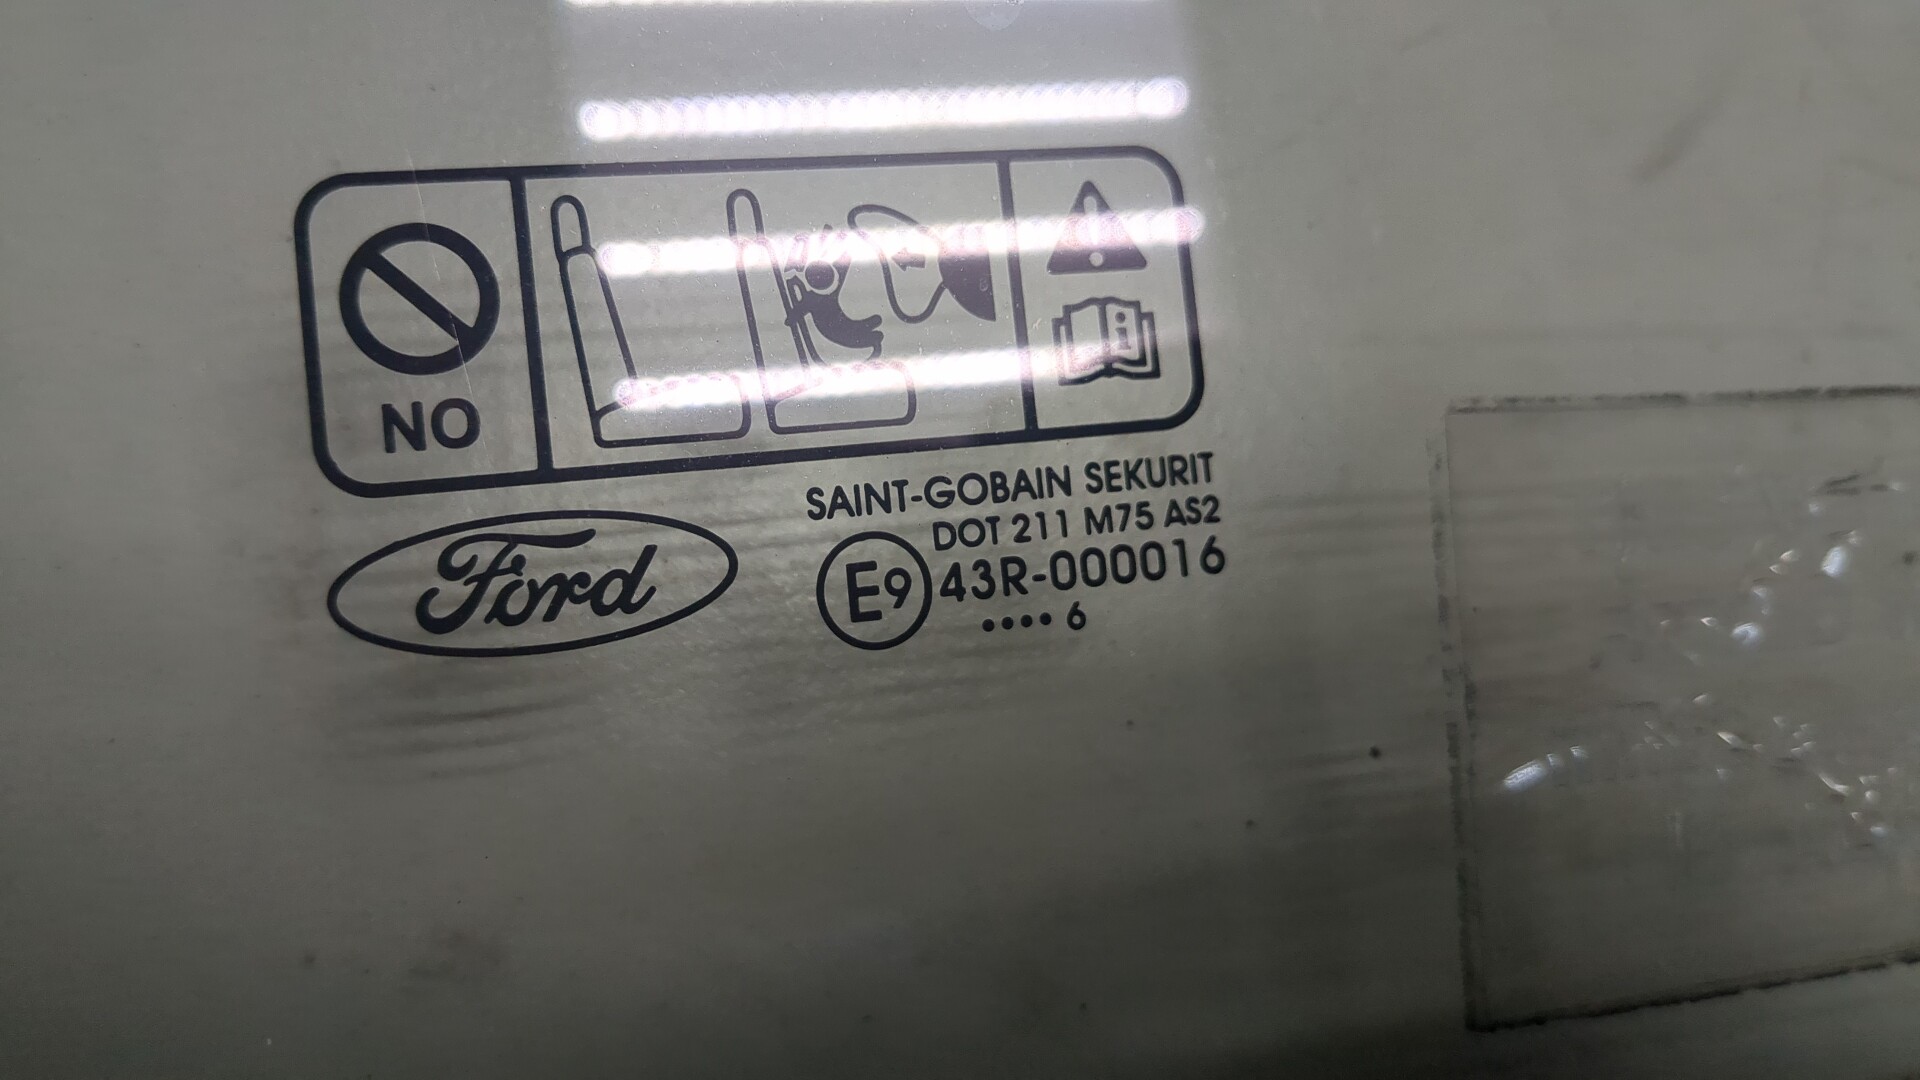 NO
Ford
SAINT-GOBAIN SEKURIT
DOT 211 M75 AS2
E9 43R-000016
•••• 6